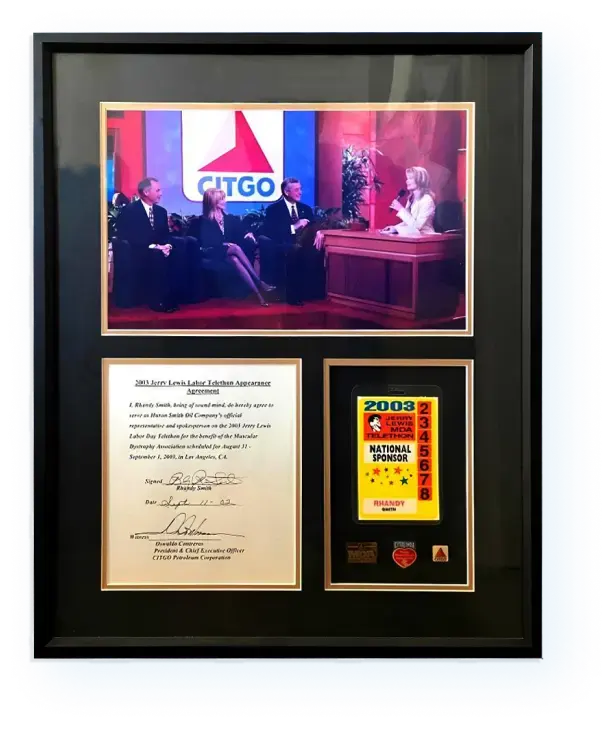 CITGO
2003 Jerry Lewis Labor Telethon Appearance
Agreement
I, Rhandy Smith, being of sound mind, do hereby agree to
serve as Huron Smith Oil Company's official
representative and spokesperson on the 2003 Jerry Lewis
Labor Day Telethon for the benefit of the Muscular
Dystrophy Association scheduled for August 31 -
September 1, 2003, in Los Angeles, CA.
Signed
Rhandy Smith
Date Sept 11-02
Witness
Oswaldo Contreras
President & Chief Executive Officer
CITGO Petroleum Corporation
2003
JERRY
LEWIS
MDA
TELETHON
NATIONAL
SPONSOR
2
3
4
5
6
7
8
RHANDY
SMITH